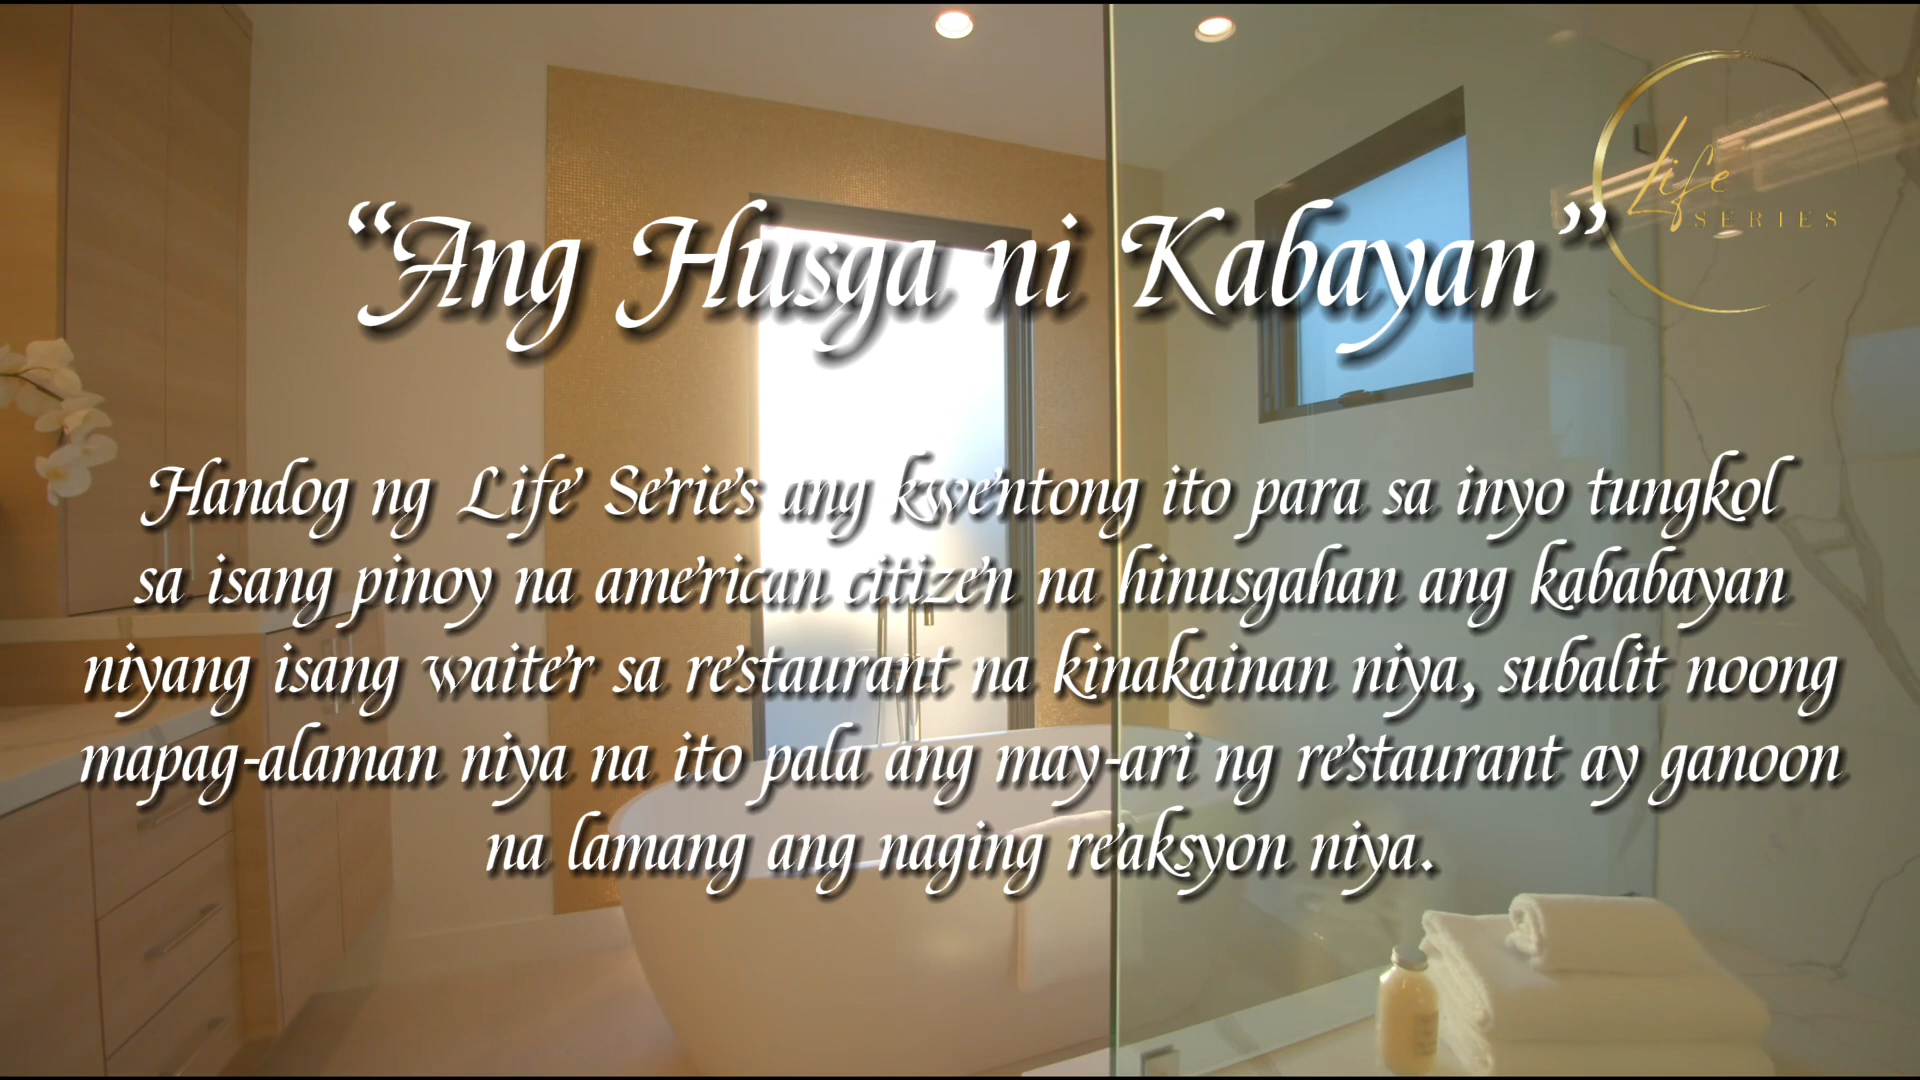 Life
SERIES
“Ang Husga ni Kabayan”
Handog ng Life Series ang kwentong ito para sa inyo tungkol
sa isang pinoy na american citizen na hinusgahan ang kababayan
niyang isang waiter sa restaurant na kinakainan niya, subalit noong
mapag-alaman niya na ito pala ang may-ari ng restaurant ay ganoon
na lamang ang naging reaksyon niya.